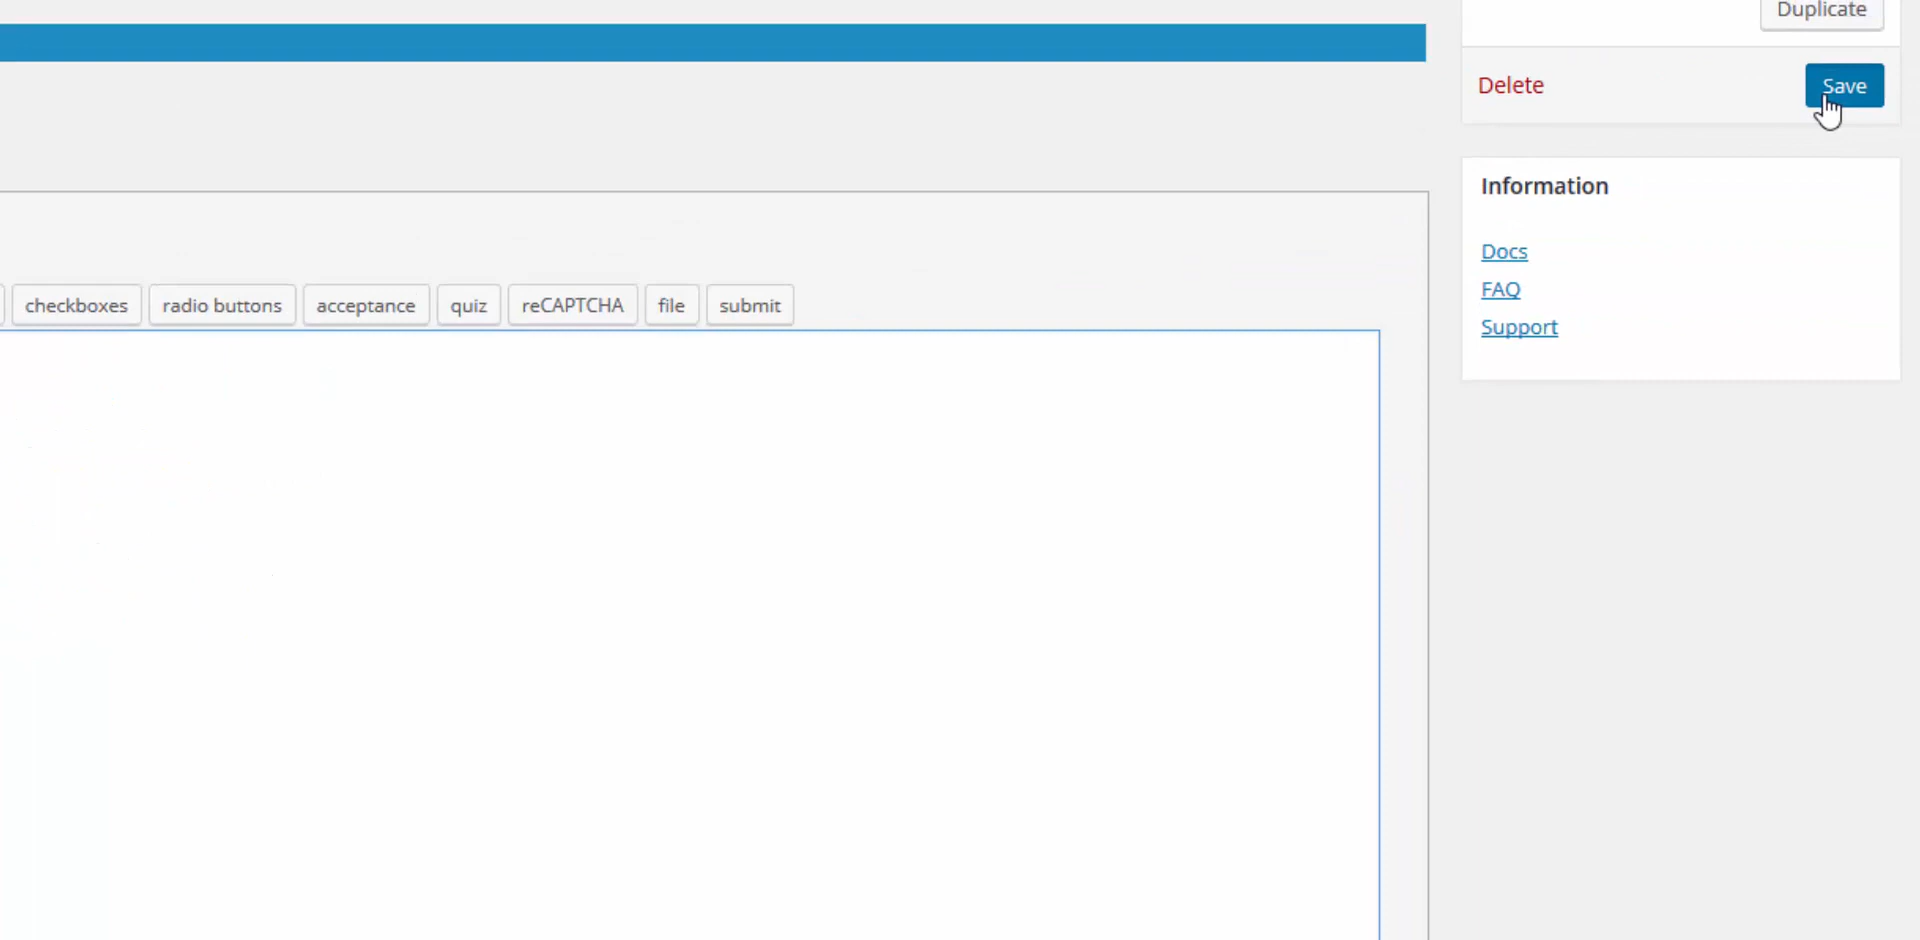 Duplicate
Delete
Save
Information
Docs
FAQ
Support
checkboxes
radio buttons
acceptance
quiz
reCAPTCHA
file
submit